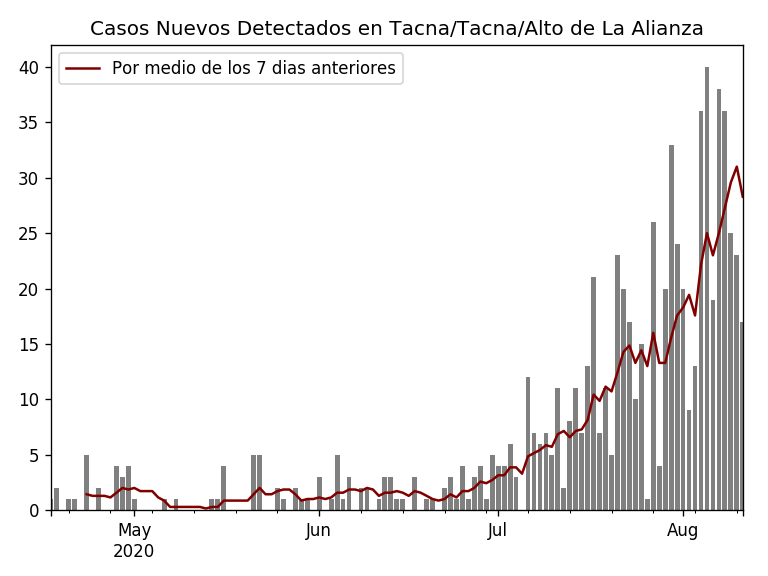 Casos Nuevos Detectados en Tacna/Tacna/Alto de La Alianza
Por medio de los 7 dias anteriores
40
35
30
25
20
15
10
5
0
May
2020
Jun
Jul
Aug